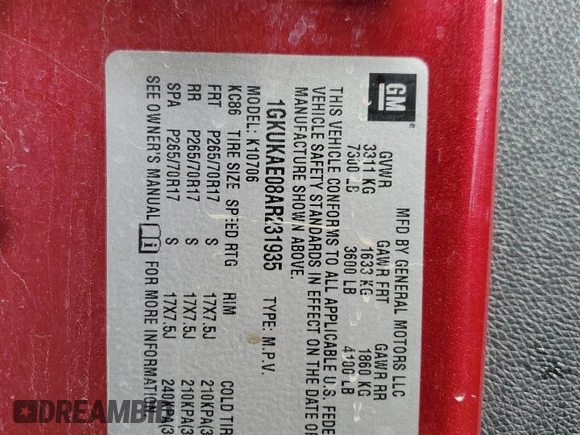 GM
MFD BY GENERAL MOTORS LLC
GVWR GAWR FRT GAWR RR
3311 KG 1633 KG 1860 KG
7300 LB 3600 LB 4100 LB
THIS VEHICLE CONFORMS TO ALL APPLICABLE U.S. FEDE
VEHICLE SAFETY STANDARDS IN EFFECT ON THE DATE OF
MANUFACTURE SHOWN ABOVE.
1GKUKAE08AR231935 TYPE: M.P.V.
MODEL: K10706
KC86 TIRE SIZE SPEED RTG RIM COLD TIR
FRT P265/70R17 S 17X7.5J 210KPA(3
RR P265/70R17 S 17X7.5J 210KPA(3
SPA P265/70R17 S 17X7.5J 240KPA(3
SEE OWNER'S MANUAL i FOR MORE INFORMATION
DREAMBID